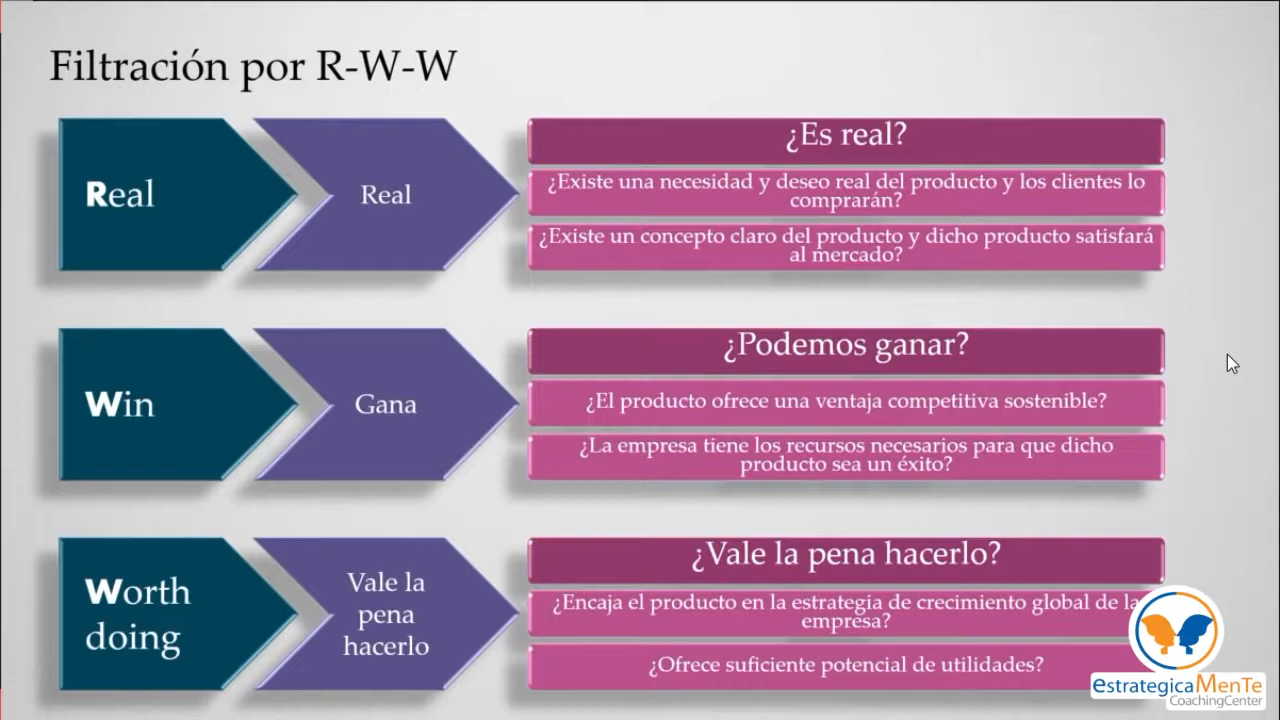 Filtración por R-W-W
Real
Real
¿Es real?
¿Existe una necesidad y deseo real del producto y los clientes lo
comprarán?
¿Existe un concepto claro del producto y dicho producto satisfará
al mercado?
Win
Gana
¿Podemos ganar?
¿El producto ofrece una ventaja competitiva sostenible?
¿La empresa tiene los recursos necesarios para que dicho
producto sea un éxito?
Worth
doing
Vale la
pena
hacerlo
¿Vale la pena hacerlo?
¿Encaja el producto en la estrategia de crecimiento global de la
empresa?
¿Ofrece suficiente potencial de utilidades?
estrategicaMenTe
CoachingCenter